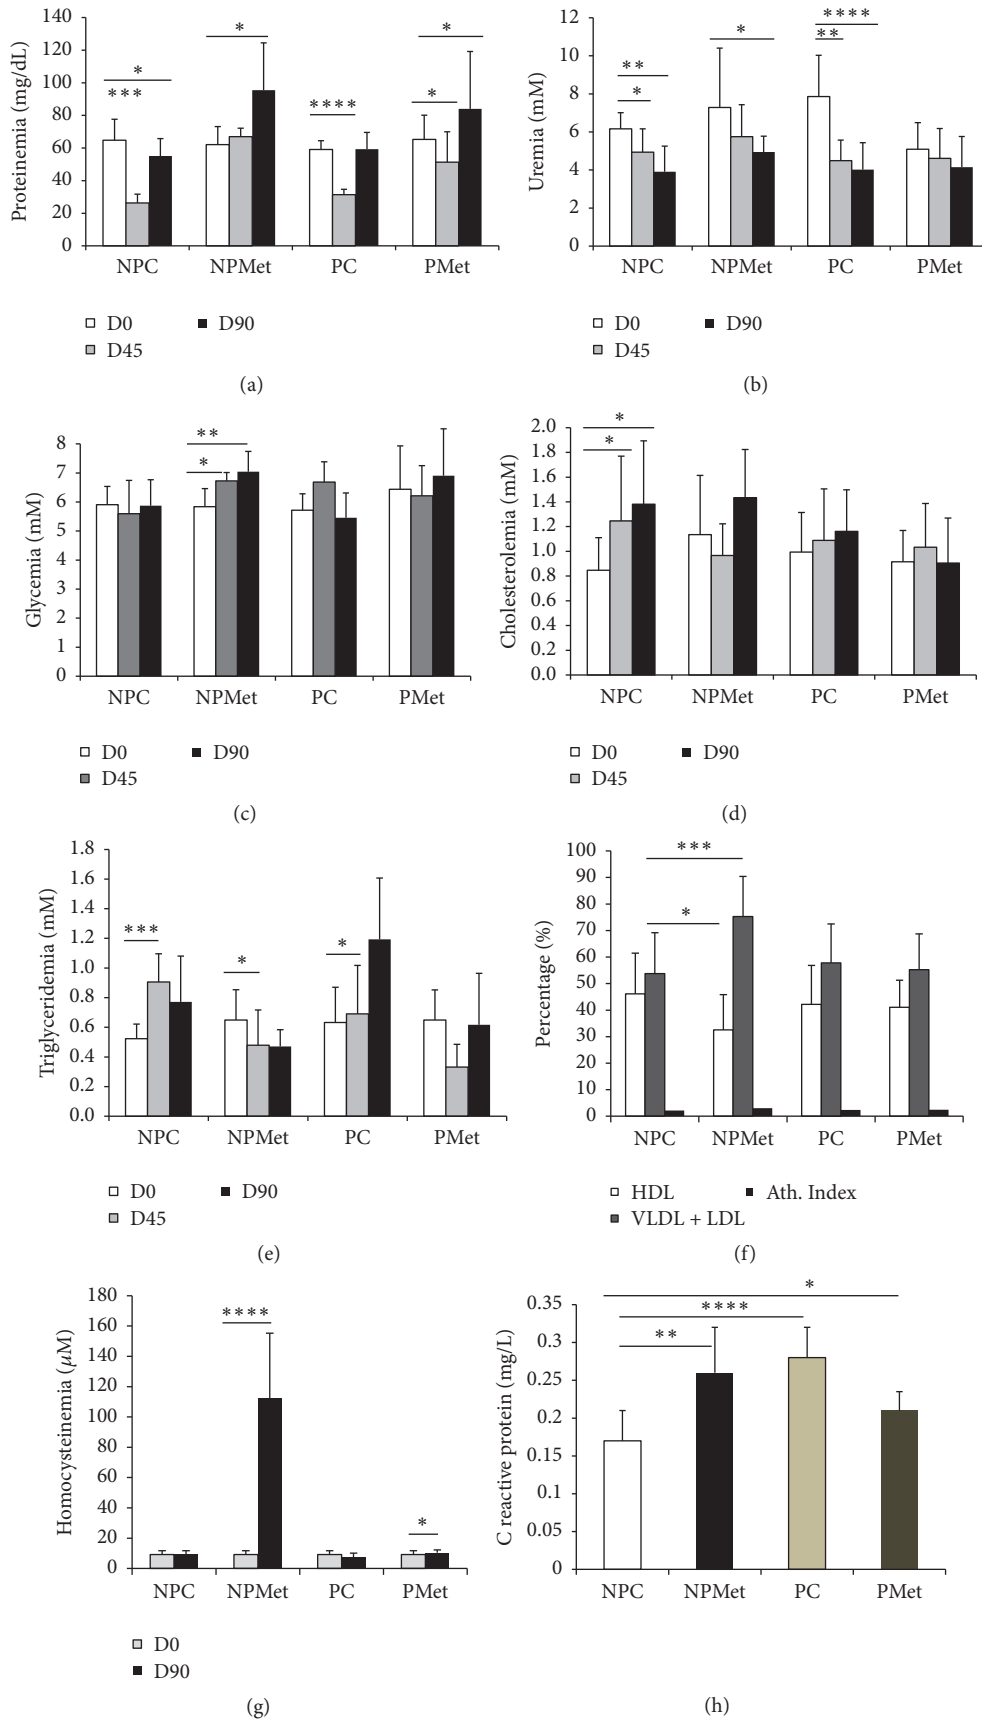 Proteinemia (mg/dL)
140
120
100
80
60
40
20
0
*
***
*
****
*
*
NPC NPMet PC PMet
D0 D90
D45
(a)
Uremia (mM)
12
10
8
6
4
2
0
**
*
*
****
**
NPC NPMet PC PMet
D0 D90
D45
(b)
Glycemia (mM)
8
7
6
5
4
3
2
1
0
**
*
NPC NPMet PC PMet
D0 D90
D45
(c)
Cholesterolemia (mM)
2.0
1.8
1.6
1.4
1.2
1.0
0.8
0.6
0.4
0.2
0.0
*
*
NPC NPMet PC PMet
D0 D90
D45
(d)
Triglyceridemia (mM)
1.8
1.6
1.4
1.2
1.0
0.8
0.6
0.4
0.2
0.0
***
*
*
NPC NPMet PC PMet
D0 D90
D45
(e)
Percentage (%)
100
90
80
70
60
50
40
30
20
10
0
***
*
NPC NPMet PC PMet
HDL Ath. Index
VLDL + LDL
(f)
Homocysteinemia (μM)
180
160
140
120
100
80
60
40
20
0
****
*
NPC NPMet PC PMet
D0
D90
(g)
C reactive protein (mg/L)
0.35
0.3
0.25
0.2
0.15
0.1
0.05
0
*
****
**
NPC NPMet PC PMet
(h)